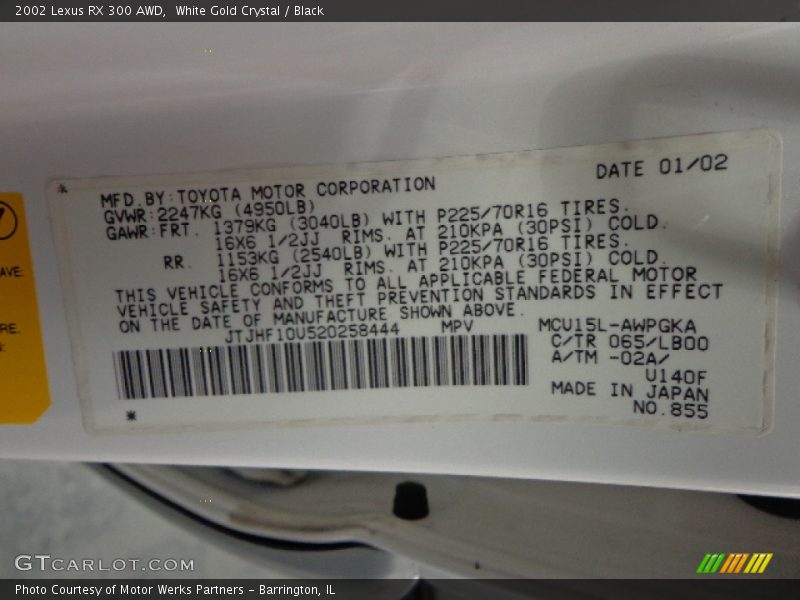 2002 Lexus RX 300 AWD,  White Gold Crystal / Black
DATE 01/02
MFD.BY:TOYOTA MOTOR CORPORATION
GVWR:2247KG (4950LB)
GAWR:FRT. 1379KG (3040LB) WITH P225/70R16 TIRES.
16X6 1/2JJ RIMS. AT 210KPA (30PSI) COLD.
RR. 1153KG (2540LB) WITH P225/70R16 TIRES.
16X6 1/2JJ RIMS. AT 210KPA (30PSI) COLD.
THIS VEHICLE CONFORMS TO ALL APPLICABLE FEDERAL MOTOR
VEHICLE SAFETY AND THEFT PREVENTION STANDARDS IN EFFECT
ON THE DATE OF MANUFACTURE SHOWN ABOVE.
JTJHF10U520258444 MPV
MCU15L-AWPGKA
C/TR 065/LB00
A/TM -02A/
U140F
MADE IN JAPAN
NO.855
AVE:
RE.
GTCARLOT.COM
Photo Courtesy of Motor Werks Partners - Barrington, IL